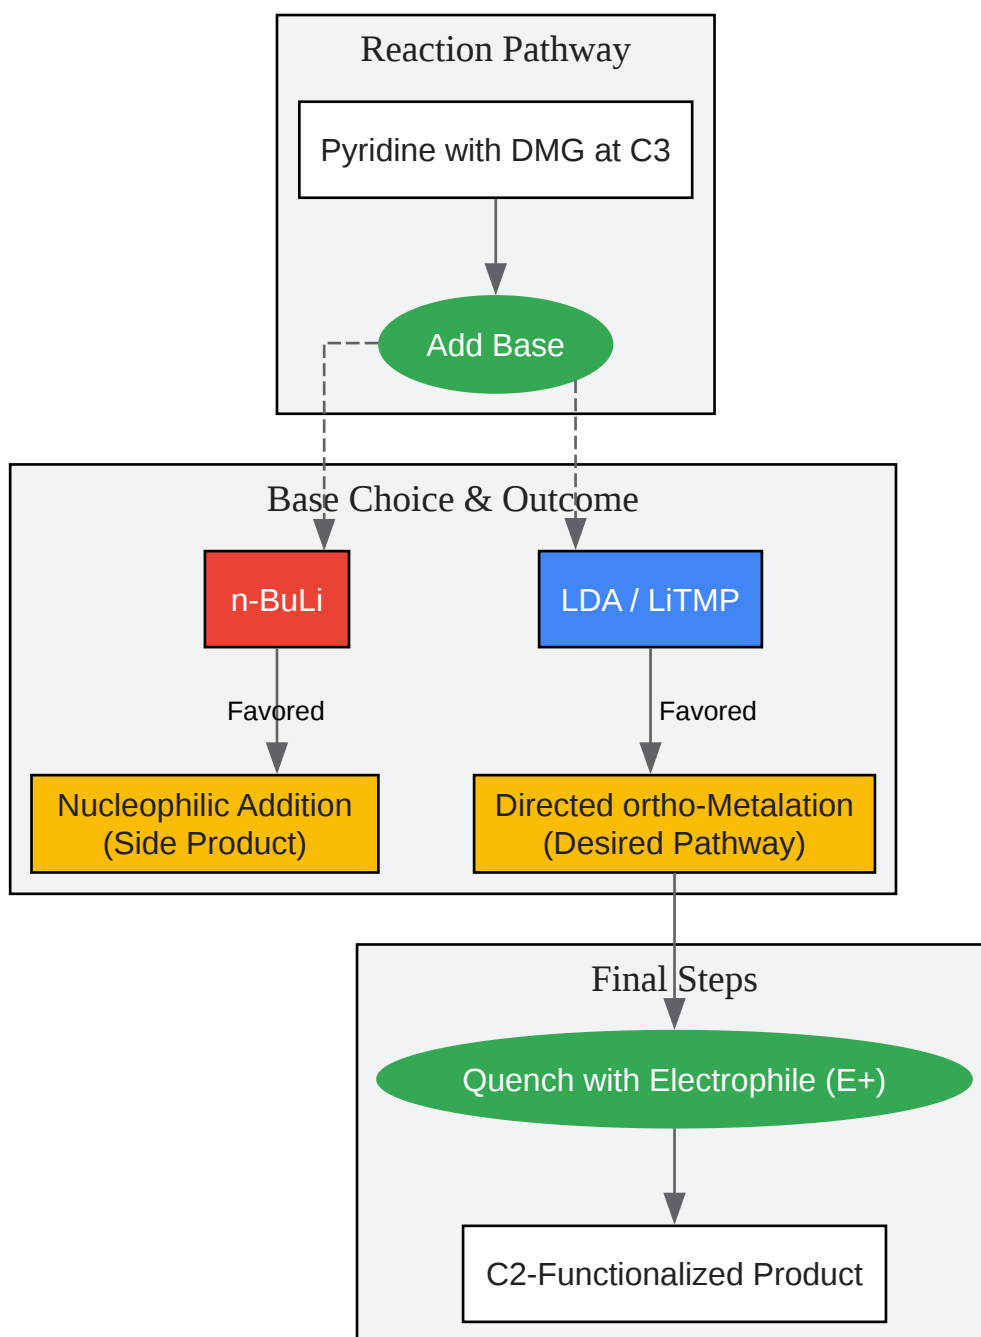 Reaction Pathway
Pyridine with DMG at C3
Add Base
Base Choice & Outcome
n-BuLi
LDA / LiTMP
Favored
Favored
Nucleophilic Addition
(Side Product)
Directed ortho-Metalation
(Desired Pathway)
Final Steps
Quench with Electrophile (E+)
C2-Functionalized Product